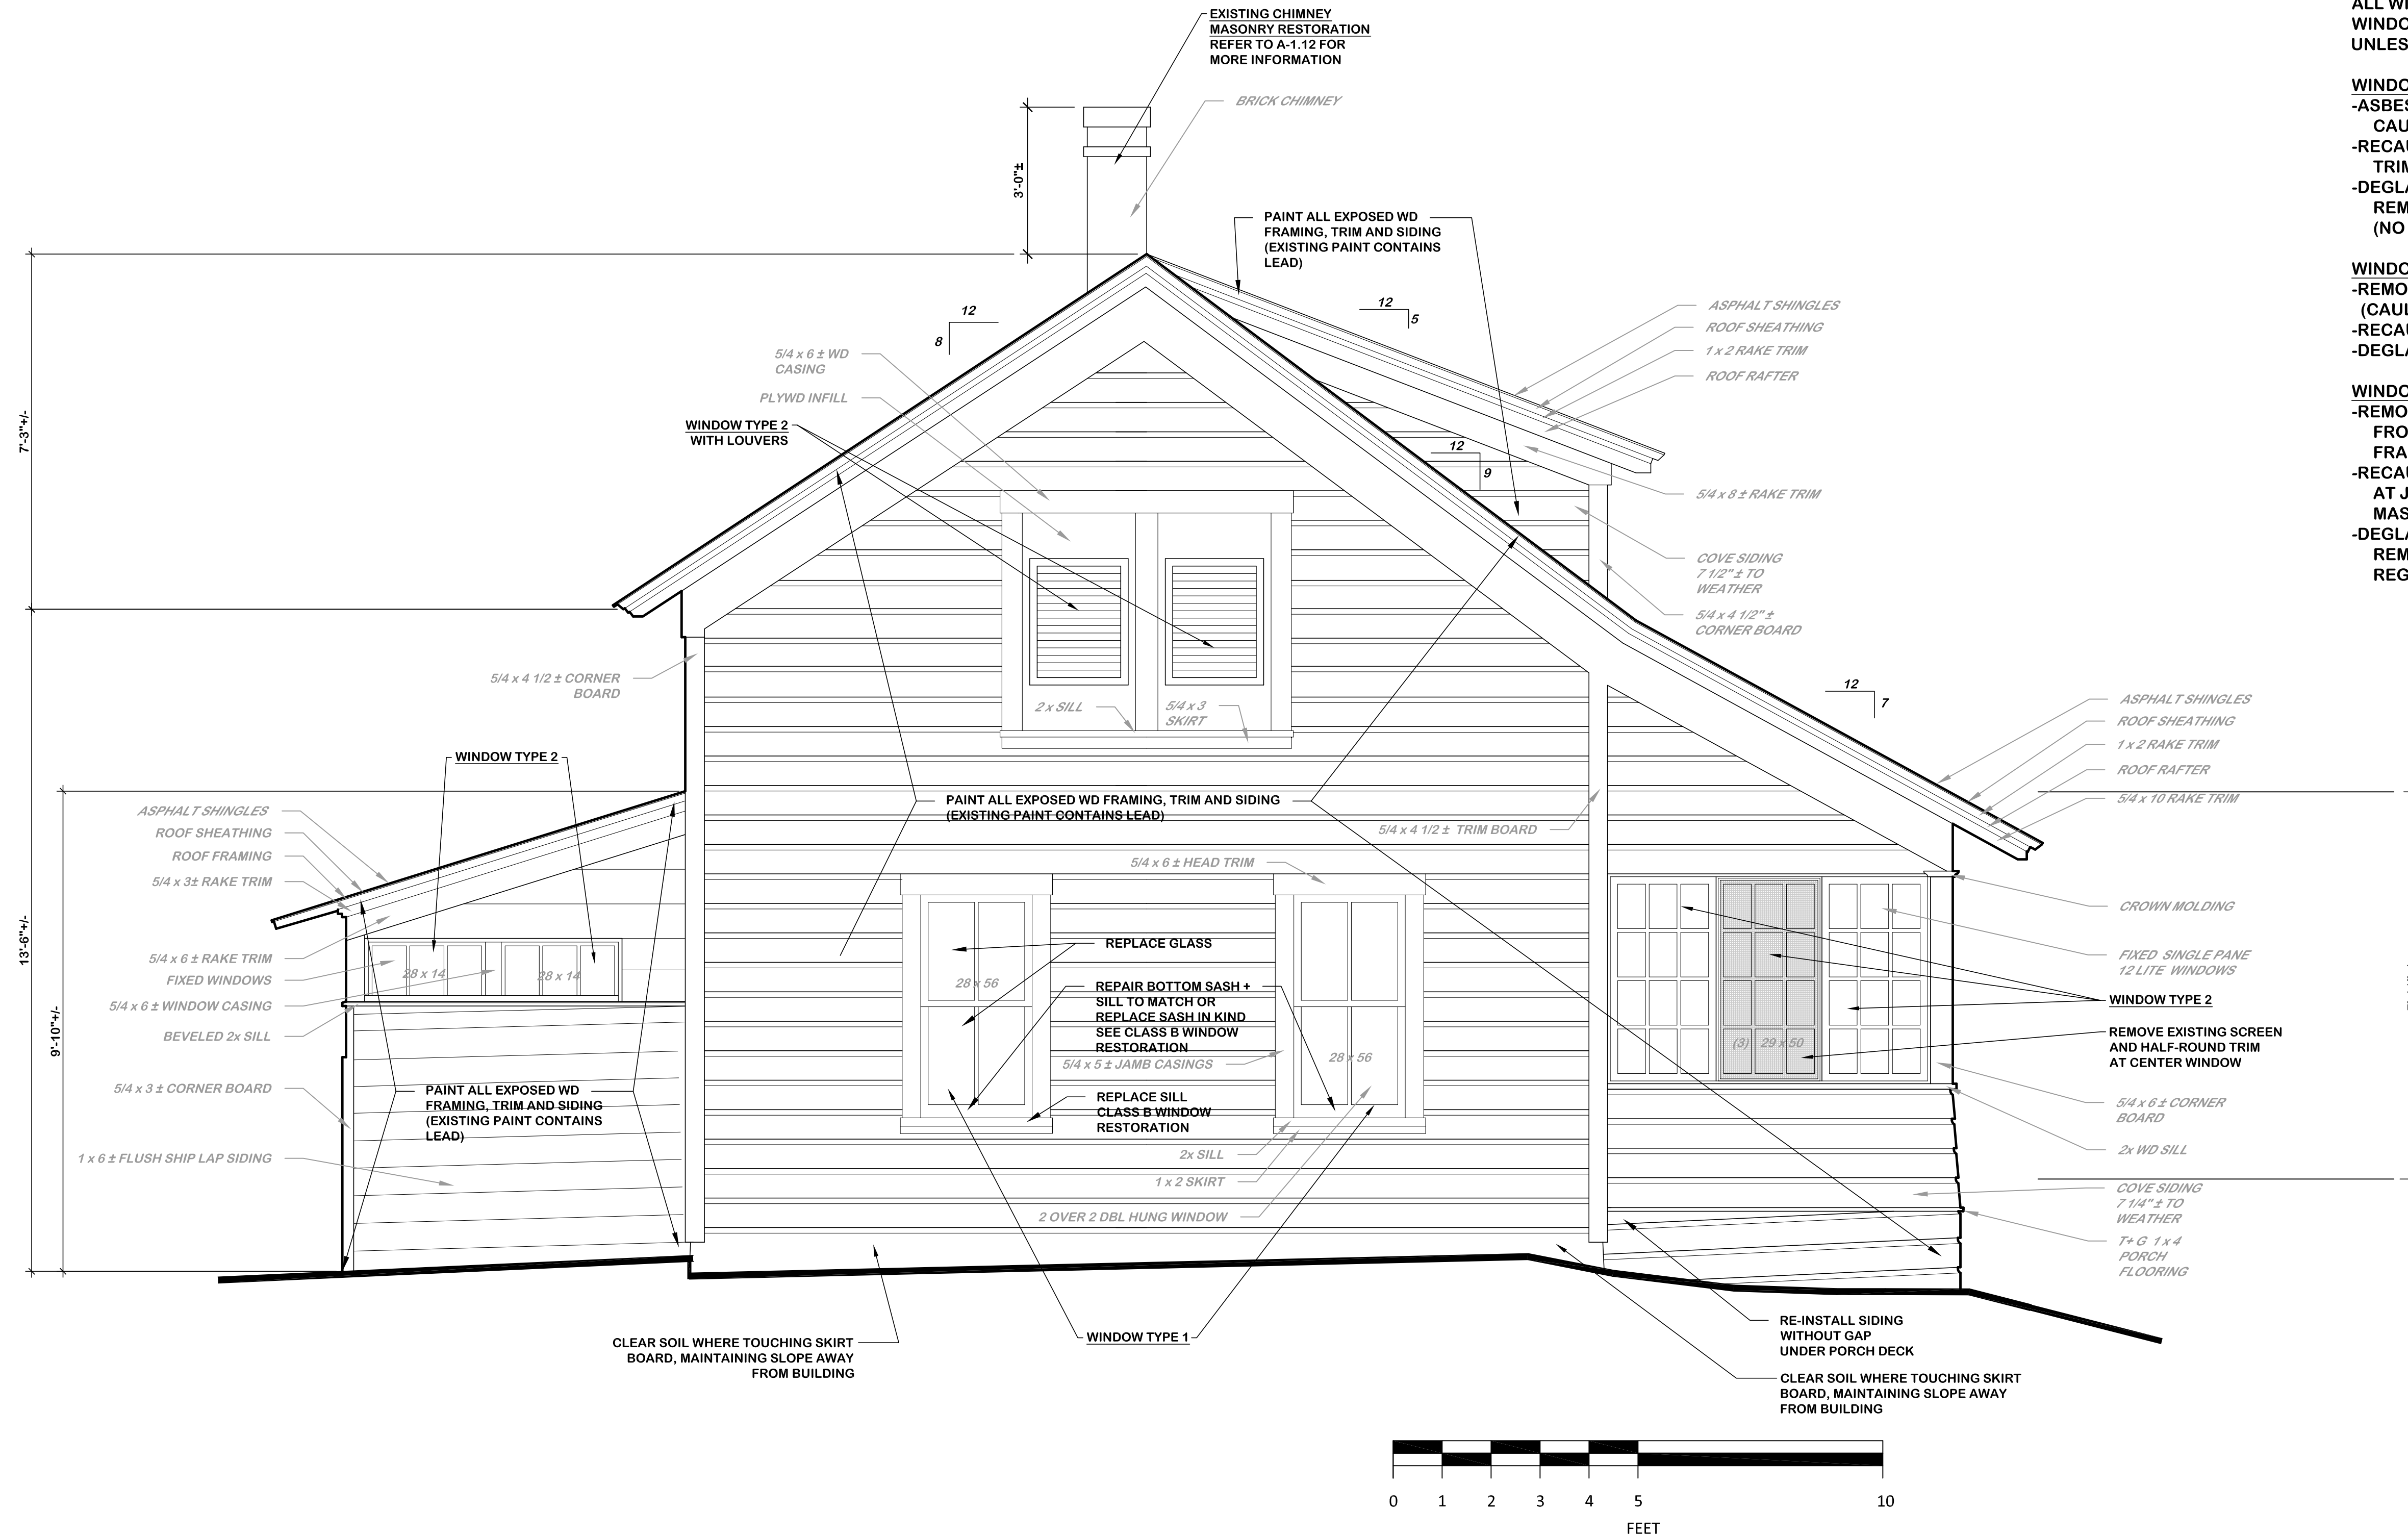 EXISTING CHIMNEY
MASONRY RESTORATION
REFER TO A-1.12 FOR
MORE INFORMATION
BRICK CHIMNEY
3'-0"±
PAINT ALL EXPOSED WD
FRAMING, TRIM AND SIDING
(EXISTING PAINT CONTAINS
LEAD)
12
8
12
5
12
9
12
7
ASPHALT SHINGLES
ROOF SHEATHING
1 x 2 RAKE TRIM
ROOF RAFTER
5/4 x 8 ± RAKE TRIM
COVE SIDING
7 1/2" ± TO
WEATHER
5/4 x 4 1/2" ±
CORNER BOARD
5/4 x 6 ± WD
CASING
PLYWD INFILL
WINDOW TYPE 2
WITH LOUVERS
7'-3"+/-
13'-6"+/-
9'-10"+/-
5/4 x 4 1/2 ± CORNER
BOARD
2 x SILL
5/4 x 3
SKIRT
WINDOW TYPE 2
ASPHALT SHINGLES
ROOF SHEATHING
ROOF FRAMING
5/4 x 3± RAKE TRIM
5/4 x 6 ± RAKE TRIM
FIXED WINDOWS
5/4 x 6 ± WINDOW CASING
BEVELED 2x SILL
5/4 x 3 ± CORNER BOARD
1 x 6 ± FLUSH SHIP LAP SIDING
28 x 14
28 x 14
PAINT ALL EXPOSED WD
FRAMING, TRIM AND SIDING
(EXISTING PAINT CONTAINS
LEAD)
PAINT ALL EXPOSED WD FRAMING, TRIM AND SIDING
(EXISTING PAINT CONTAINS LEAD)
5/4 x 4 1/2 ± TRIM BOARD
5/4 x 6 ± HEAD TRIM
REPLACE GLASS
28 x 56
REPAIR BOTTOM SASH +
SILL TO MATCH OR
REPLACE SASH IN KIND
SEE CLASS B WINDOW
RESTORATION
5/4 x 5 ± JAMB CASINGS
28 x 56
REPLACE SILL
CLASS B WINDOW
RESTORATION
2x SILL
1 x 2 SKIRT
2 OVER 2 DBL HUNG WINDOW
WINDOW TYPE 1
CLEAR SOIL WHERE TOUCHING SKIRT
BOARD, MAINTAINING SLOPE AWAY
FROM BUILDING
ASPHALT SHINGLES
ROOF SHEATHING
1 x 2 RAKE TRIM
ROOF RAFTER
5/4 x 10 RAKE TRIM
CROWN MOLDING
FIXED SINGLE PANE
12 LITE WINDOWS
WINDOW TYPE 2
REMOVE EXISTING SCREEN
AND HALF-ROUND TRIM
AT CENTER WINDOW
(3) 29 x 50
5/4 x 6 ± CORNER
BOARD
2x WD SILL
COVE SIDING
7 1/4" ± TO
WEATHER
T+ G 1 x 4
PORCH
FLOORING
RE-INSTALL SIDING
WITHOUT GAP
UNDER PORCH DECK
CLEAR SOIL WHERE TOUCHING SKIRT
BOARD, MAINTAINING SLOPE AWAY
FROM BUILDING
0 1 2 3 4 5 10
FEET
ALL
WINDO
UNLES
WINDO
-ASBES
CAU
-RECAU
TRIM
-DEGLA
REM
(NO
WINDO
-REMO
(CAUL
-RECAU
-DEGLA
WINDO
-REMO
FRO
FRA
-RECAU
AT J
MAS
-DEGLA
REM
REG